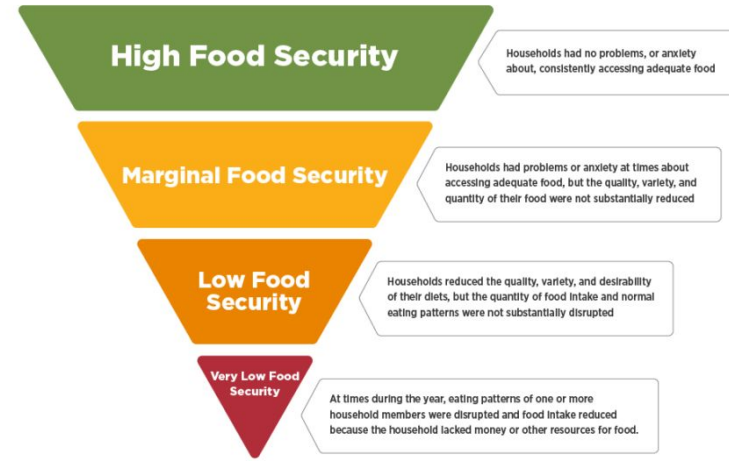 High Food Security
Households had no problems, or anxiety
about, consistently accessing adequate food
Marginal Food Security
Households had problems or anxiety at times about
accessing adequate food, but the quality, variety, and
quantity of their food were not substantially reduced
Low Food
Security
Households reduced the quality, variety, and desirability
of their diets, but the quantity of food intake and normal
eating patterns were not substantially disrupted
Very Low Food
Security
At times during the year, eating patterns of one or more
household members were disrupted and food intake reduced
because the household lacked money or other resources for food.